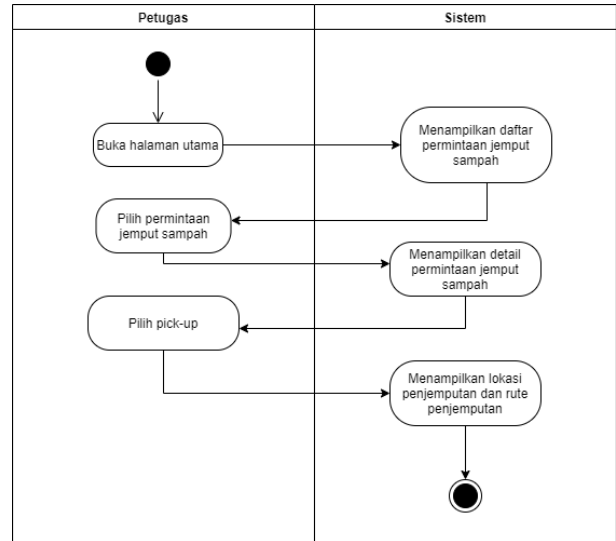 Petugas
Sistem
Buka halaman utama
Menampilkan daftar
permintaan jemput
sampah
Pilih permintaan
jemput sampah
Menampilkan detail
permintaan jemput
sampah
Pilih pick-up
Menampilkan lokasi
penjemputan dan rute
penjemputan